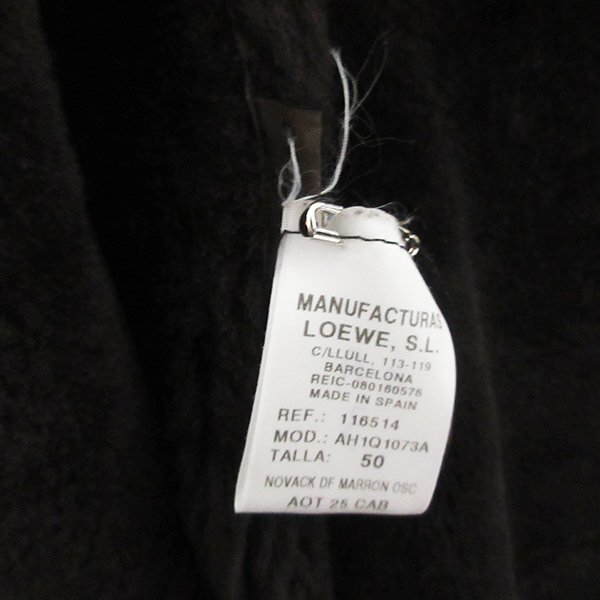 MANUFACTURAS
LOEWE, S.L.
C/LLULL, 113-119
BARCELONA
REIC-080160576
MADE IN SPAIN
REF.: 116514
MOD.: AH1Q1073A
TALLA: 50
NOVACK DF MARRON OSC
AOT 25 CAB